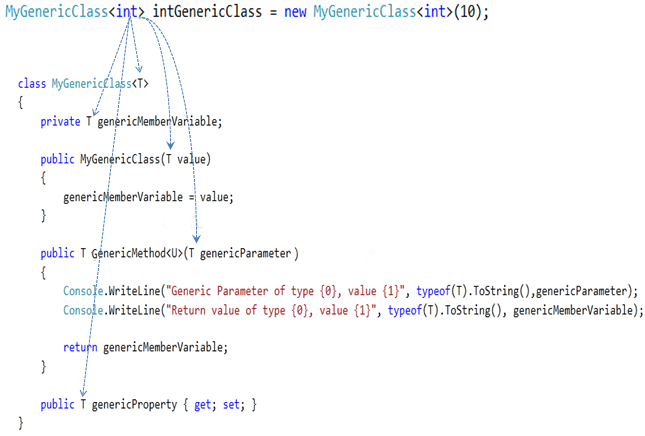 MyGenericClass<int> intGenericClass = new MyGenericClass<int>(10);
class MyGenericClass<T>
{
private T genericMemberVariable;
public MyGenericClass(T value)
{
genericMemberVariable = value;
}
public T GenericMethod<U>(T genericParameter)
{
Console.WriteLine("Generic Parameter of type {0}, value {1}", typeof(T).ToString(),genericParameter);
Console.WriteLine("Return value of type {0}, value {1}", typeof(T).ToString(), genericMemberVariable);
return genericMemberVariable;
}
public T genericProperty { get; set; }
}